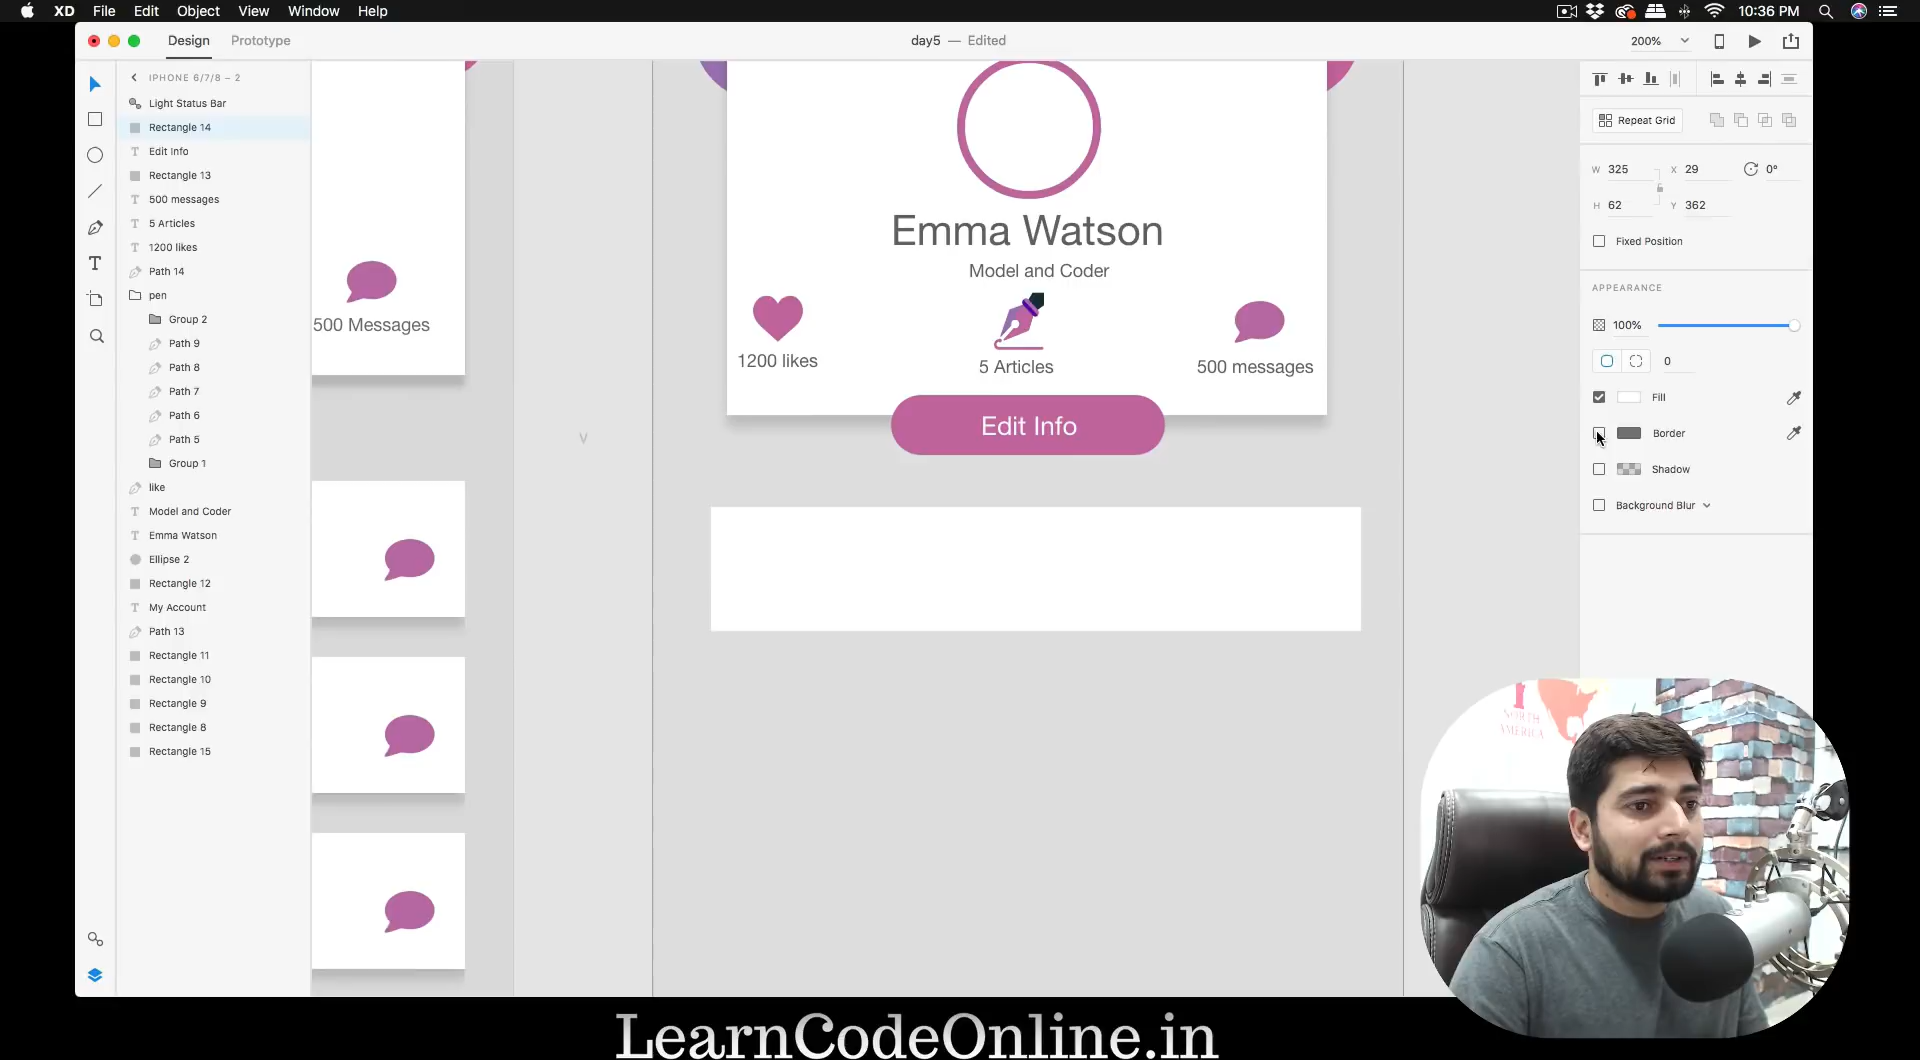 XD File Edit Object View Window Help
10:36 PM
Design Prototype
day5 — Edited
200%
IPHONE 6/7/8 – 2
Light Status Bar
Rectangle 14
Edit Info
Rectangle 13
500 messages
5 Articles
1200 likes
Path 14
pen
Group 2
Path 9
Path 8
Path 7
Path 6
Path 5
Group 1
like
Model and Coder
Emma Watson
Ellipse 2
Rectangle 12
My Account
Path 13
Rectangle 11
Rectangle 10
Rectangle 9
Rectangle 8
Rectangle 15
500 Messages
v
Emma Watson
Model and Coder
1200 likes
5 Articles
500 messages
Edit Info
Repeat Grid
W 325 X 29 0°
H 62 Y 362
Fixed Position
APPEARANCE
100%
0
Fill
Border
Shadow
Background Blur
I
NORTH
AMERICA
LearnCodeOnline.in